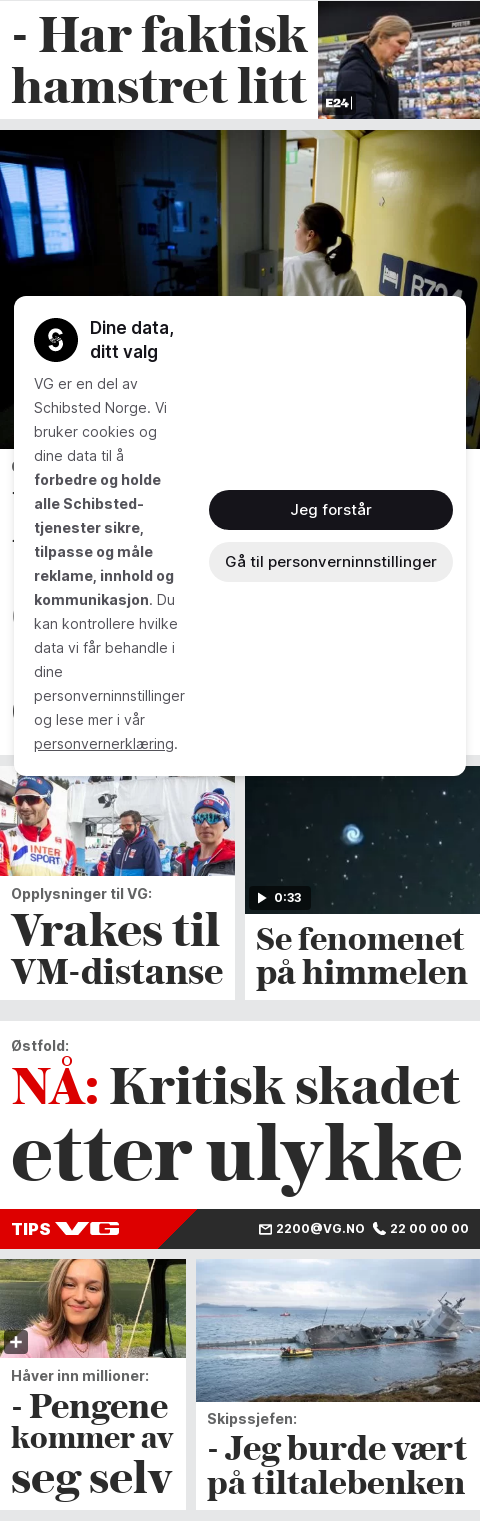 - Har faktisk
hamstret litt
E24
B724
Dine data,
ditt valg
VG er en del av
Schibsted Norge. Vi
bruker cookies og
dine data til å
forbedre og holde
alle Schibsted-
tjenester sikre,
tilpasse og måle
reklame, innhold og
kommunikasjon. Du
kan kontrollere hvilke
data vi får behandle i
dine
personverninnstillinger
og lese mer i vår
personvernerklæring.
Jeg forstår
Gå til personverninnstillinger
INTER
SPORT
0:33
Opplysninger til VG:
Vrakes til
VM-distanse
Se fenomenet
på himmelen
Østfold:
NÅ: Kritisk skadet
etter ulykke
TIPS VG
2200@VG.NO 22 00 00 00
Håver inn millioner:
- Pengene
kommer av
seg selv
Skipssjefen:
- Jeg burde vært
på tiltalebenken